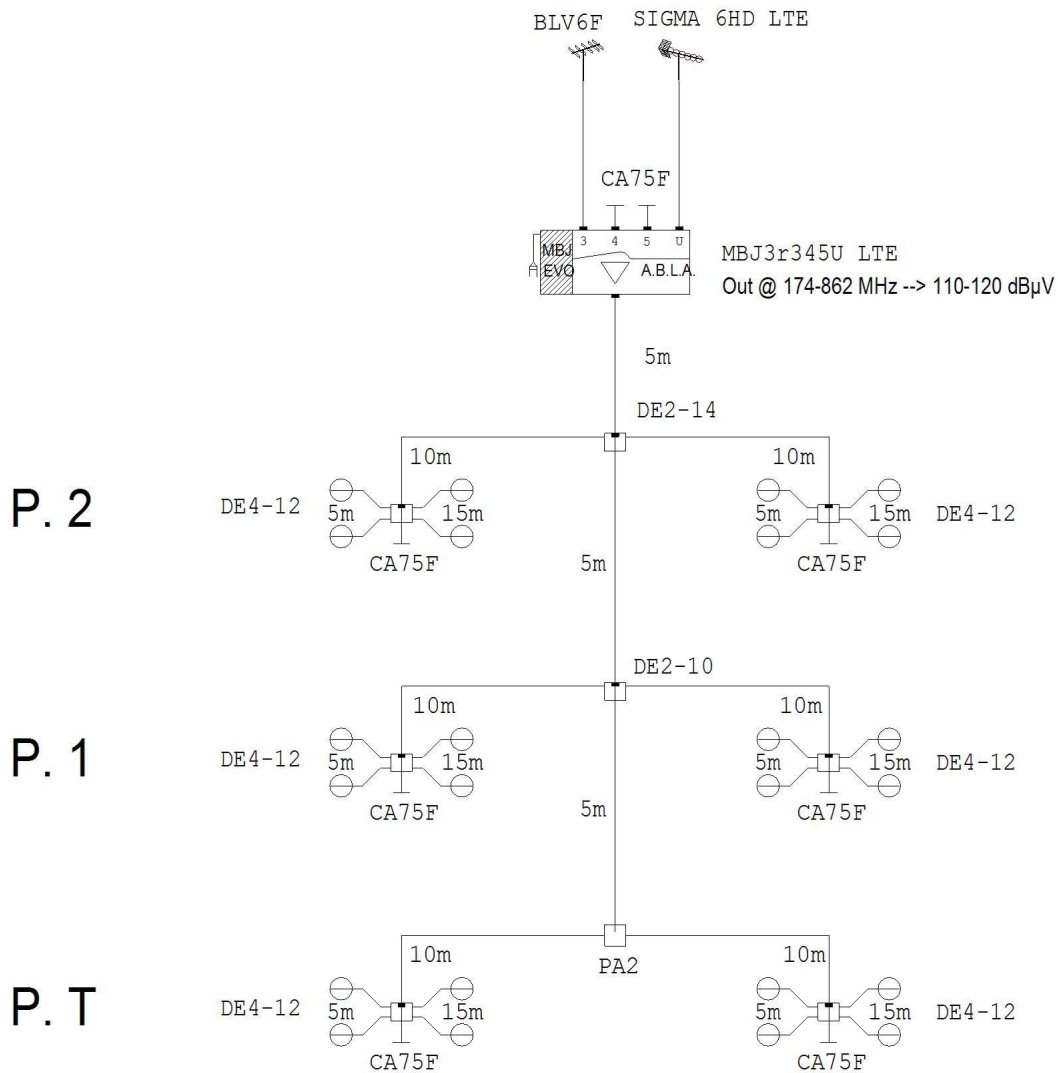 BLV6F
SIGMA 6HD LTE
CA75F
3 4 5 U
MBJ
EVO
A.B.L.A.
MBJ3r345U LTE
Out @ 174-862 MHz --> 110-120 dBµV
5m
DE2-14
10m
10m
P. 2
DE4-12
5m
15m
5m
15m
DE4-12
CA75F
CA75F
5m
DE2-10
10m
10m
P. 1
DE4-12
5m
15m
5m
15m
DE4-12
CA75F
CA75F
5m
10m
10m
PA2
P. T
DE4-12
5m
15m
5m
15m
DE4-12
CA75F
CA75F